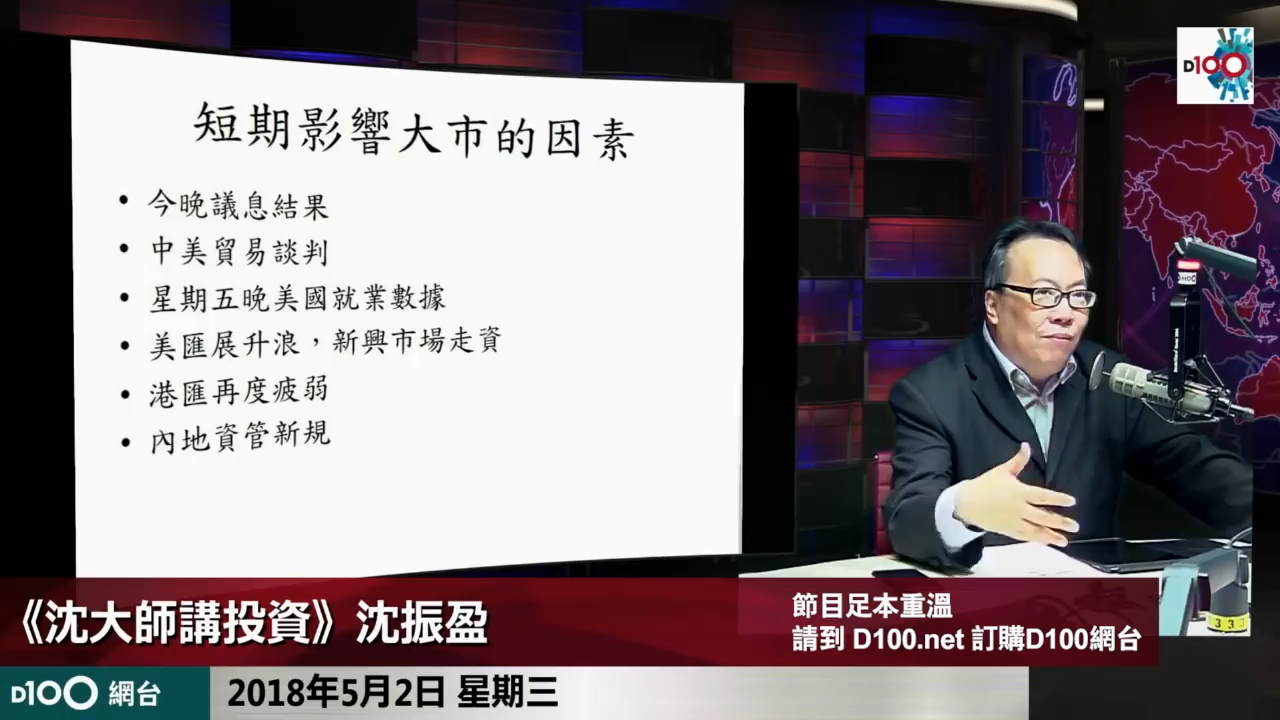 D100
短期影響大市的因素
• 今晚議息結果
• 中美貿易談判
• 星期五晚美國就業數據
• 美匯展升浪，新興市場走資
• 港匯再度疲弱
• 內地資管新規
《沈大師講投資》沈振盈
節目足本重溫
請到 D100.net 訂購D100網台
D100 網台
2018年5月2日 星期三
333